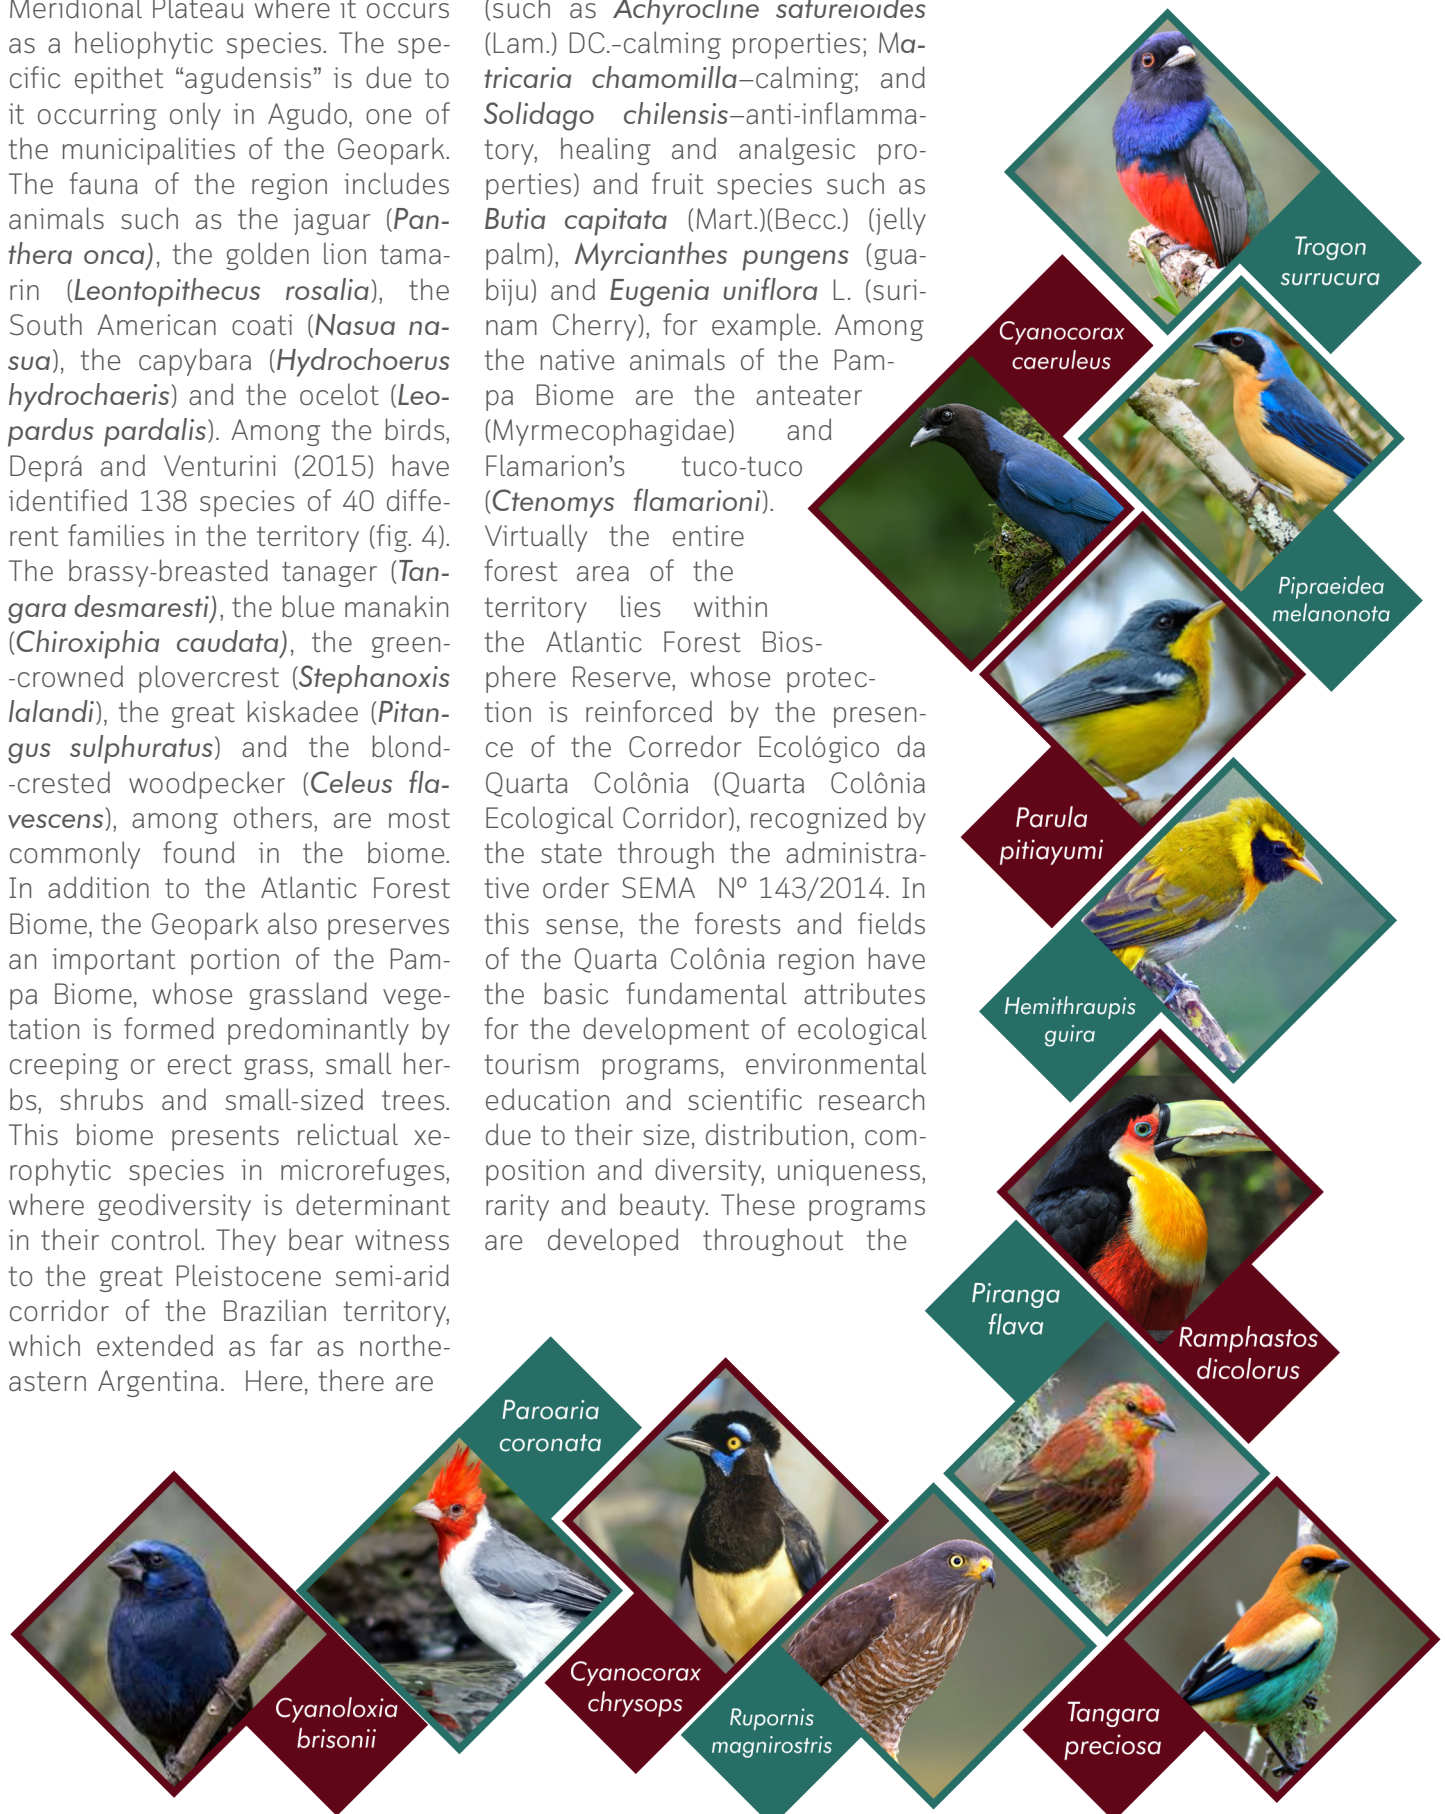 Meridional Plateau where it occurs
as a heliophytic species. The spe-
cific epithet “agudensis” is due to
it occurring only in Agudo, one of
the municipalities of the Geopark.
The fauna of the region includes
animals such as the jaguar (Pan-
thera onca), the golden lion tama-
rin (Leontopithecus rosalia), the
South American coati (Nasua na-
sua), the capybara (Hydrochoerus
hydrochaeris) and the ocelot (Leo-
pardus pardalis). Among the birds,
Deprá and Venturini (2015) have
identified 138 species of 40 diffe-
rent families in the territory (fig. 4).
The brassy-breasted tanager (Tan-
gara desmaresti), the blue manakin
(Chiroxiphia caudata), the green-
-crowned plovercrest (Stephanoxis
lalandi), the great kiskadee (Pitan-
gus sulphuratus) and the blond-
-crested woodpecker (Celeus fla-
vescens), among others, are most
commonly found in the biome.
In addition to the Atlantic Forest
Biome, the Geopark also preserves
an important portion of the Pam-
pa Biome, whose grassland vege-
tation is formed predominantly by
creeping or erect grass, small her-
bs, shrubs and small-sized trees.
This biome presents relictual xe-
rophytic species in microrefuges,
where geodiversity is determinant
in their control. They bear witness
to the great Pleistocene semi-arid
corridor of the Brazilian territory,
which extended as far as northe-
astern Argentina. Here, there are
(such as Achyrocline satureioides
(Lam.) DC.-calming properties; Ma-
tricaria chamomilla–calming; and
Solidago chilensis–anti-inflamma-
tory, healing and analgesic pro-
perties) and fruit species such as
Butia capitata (Mart.)(Becc.) (jelly
palm), Myrcianthes pungens (gua-
biju) and Eugenia uniflora L. (suri-
nam Cherry), for example. Among
the native animals of the Pam-
pa Biome are the anteater
(Myrmecophagidae) and
Flamarion’s tuco-tuco
(Ctenomys flamarioni).
Virtually the entire
forest area of the
territory lies within
the Atlantic Forest Bios-
phere Reserve, whose protec-
tion is reinforced by the presen-
ce of the Corredor Ecológico da
Quarta Colônia (Quarta Colônia
Ecological Corridor), recognized by
the state through the administra-
tive order SEMA Nº 143/2014. In
this sense, the forests and fields
of the Quarta Colônia region have
the basic fundamental attributes
for the development of ecological
tourism programs, environmental
education and scientific research
due to their size, distribution, com-
position and diversity, uniqueness,
rarity and beauty. These programs
are developed throughout the
Trogon
surrucura
Cyanocorax
caeruleus
Pipraeidea
melanonota
Parula
pitiayumi
Hemithraupis
guira
Piranga
flava
Ramphastos
dicolorus
Paroaria
coronata
Cyanoloxia
brisonii
Cyanocorax
chrysops
Rupornis
magnirostris
Tangara
preciosa